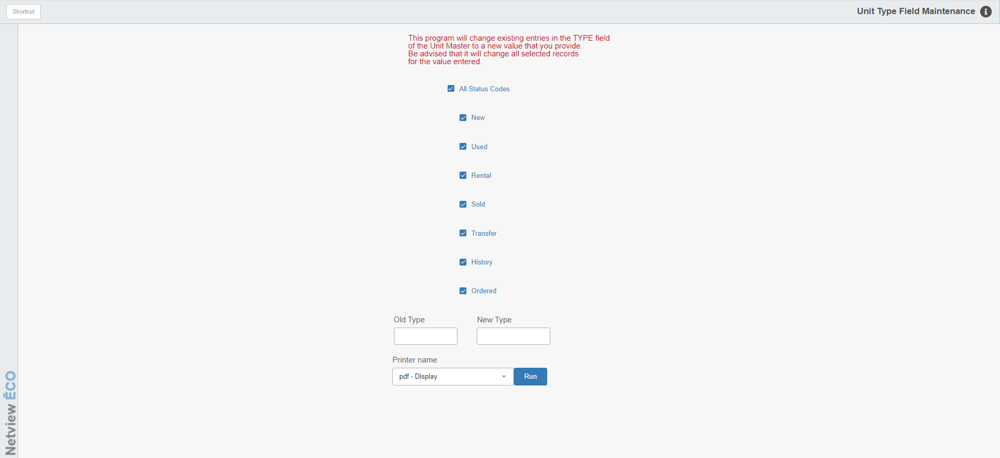 Shortcut
Unit Type Field Maintenance
This program will change existing entries in the TYPE field
of the Unit Master to a new value that you provide.
Be advised that it will change all selected records
for the value entered.
All Status Codes
New
Used
Rental
Sold
Transfer
History
Ordered
Old Type
New Type
Printer name
pdf - Display
Run
Netview ĒCO